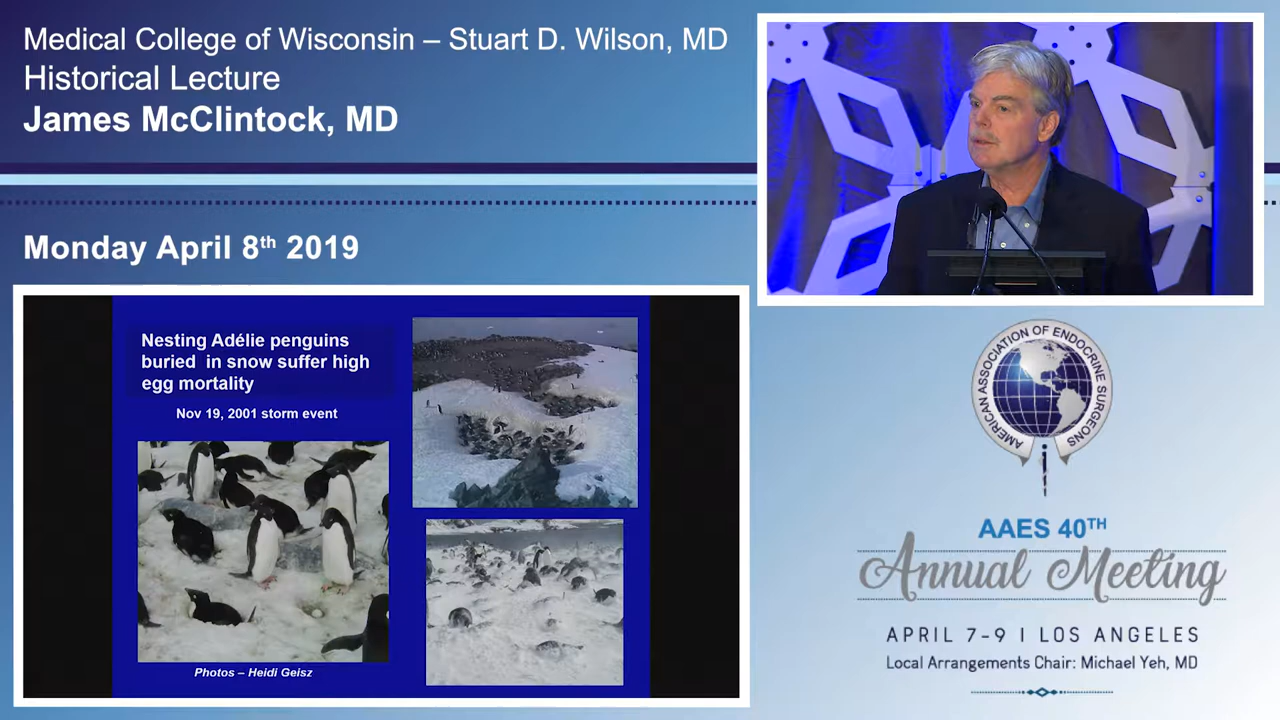 Medical College of Wisconsin – Stuart D. Wilson, MD
Historical Lecture
James McClintock, MD
Monday April 8th 2019
Nesting Adélie penguins
buried in snow suffer high
egg mortality
Nov 19, 2001 storm event
Photos – Heidi Geisz
AMERICAN ASSOCIATION OF ENDOCRINE SURGEONS
AAES 40TH
Annual Meeting
APRIL 7-9 I LOS ANGELES
Local Arrangements Chair: Michael Yeh, MD